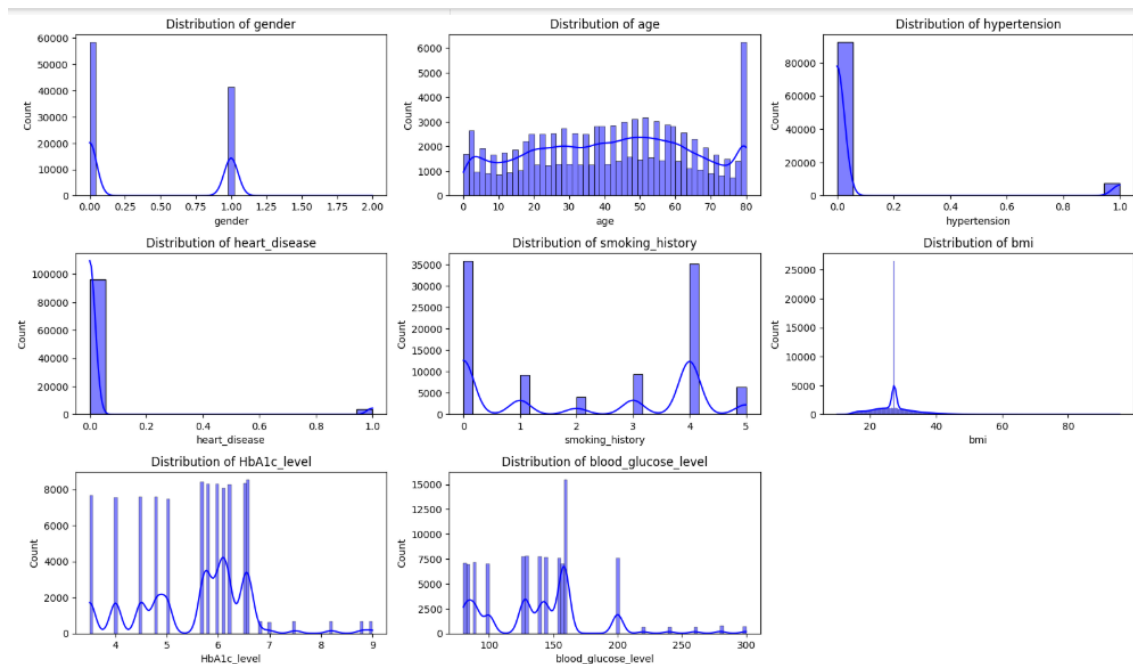 Distribution of gender
60000
50000
40000
30000
20000
10000
0
Count
0.00 0.25 0.50 0.75 1.00 1.25 1.50 1.75 2.00
gender
Distribution of age
6000
5000
4000
3000
2000
1000
0
Count
0 10 20 30 40 50 60 70 80
age
Distribution of hypertension
80000
60000
40000
20000
0
Count
0.0 0.2 0.4 0.6 0.8 1.0
hypertension
Distribution of heart_disease
100000
80000
60000
40000
20000
0
Count
0.0 0.2 0.4 0.6 0.8 1.0
heart_disease
Distribution of smoking_history
35000
30000
25000
20000
15000
10000
5000
0
Count
0 1 2 3 4 5
smoking_history
Distribution of bmi
25000
20000
15000
10000
5000
0
Count
20 40 60 80
bmi
Distribution of HbA1c_level
8000
6000
4000
2000
0
Count
4 5 6 7 8 9
HbA1c_level
Distribution of blood_glucose_level
15000
12500
10000
7500
5000
2500
0
Count
100 150 200 250 300
blood_glucose_level